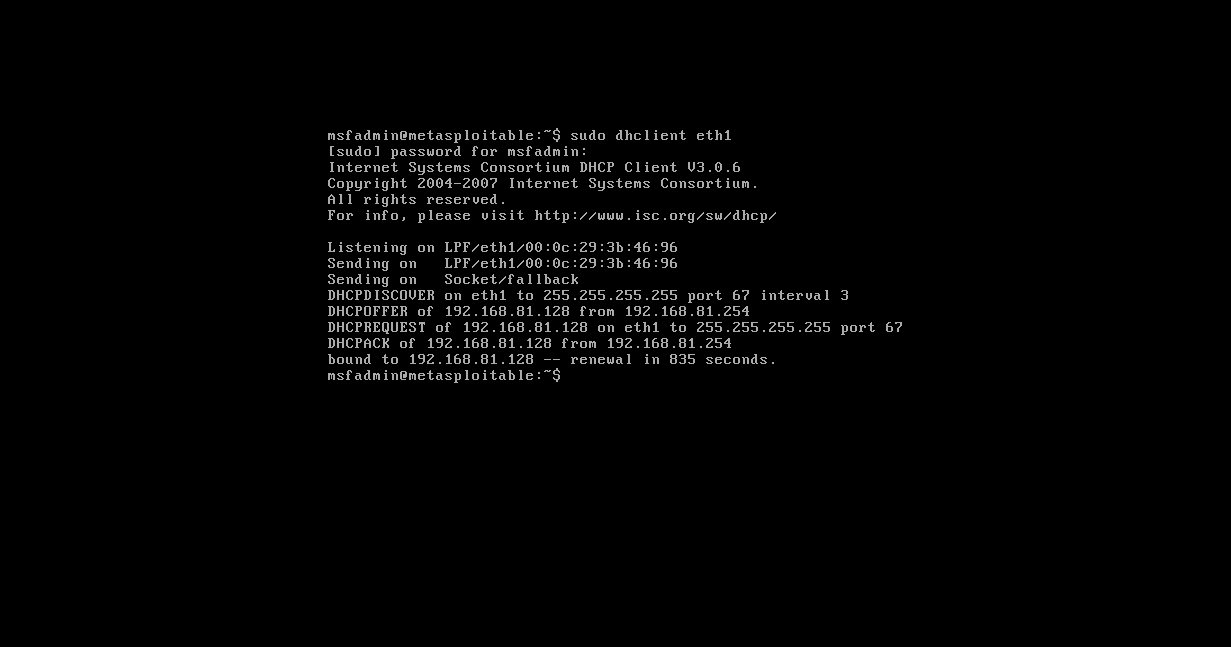 msfadmin@metasploitable:~$ sudo dhclient eth1
[sudo] password for msfadmin:
Internet Systems Consortium DHCP Client V3.0.6
Copyright 2004-2007 Internet Systems Consortium.
All rights reserved.
For info, please visit http://www.isc.org/sw/dhcp/

Listening on LPF/eth1/00:0c:29:3b:46:96
Sending on   LPF/eth1/00:0c:29:3b:46:96
Sending on   Socket/fallback
DHCPDISCOVER on eth1 to 255.255.255.255 port 67 interval 3
DHCPOFFER of 192.168.81.128 from 192.168.81.254
DHCPREQUEST of 192.168.81.128 on eth1 to 255.255.255.255 port 67
DHCPACK of 192.168.81.128 from 192.168.81.254
bound to 192.168.81.128 -- renewal in 835 seconds.
msfadmin@metasploitable:~$